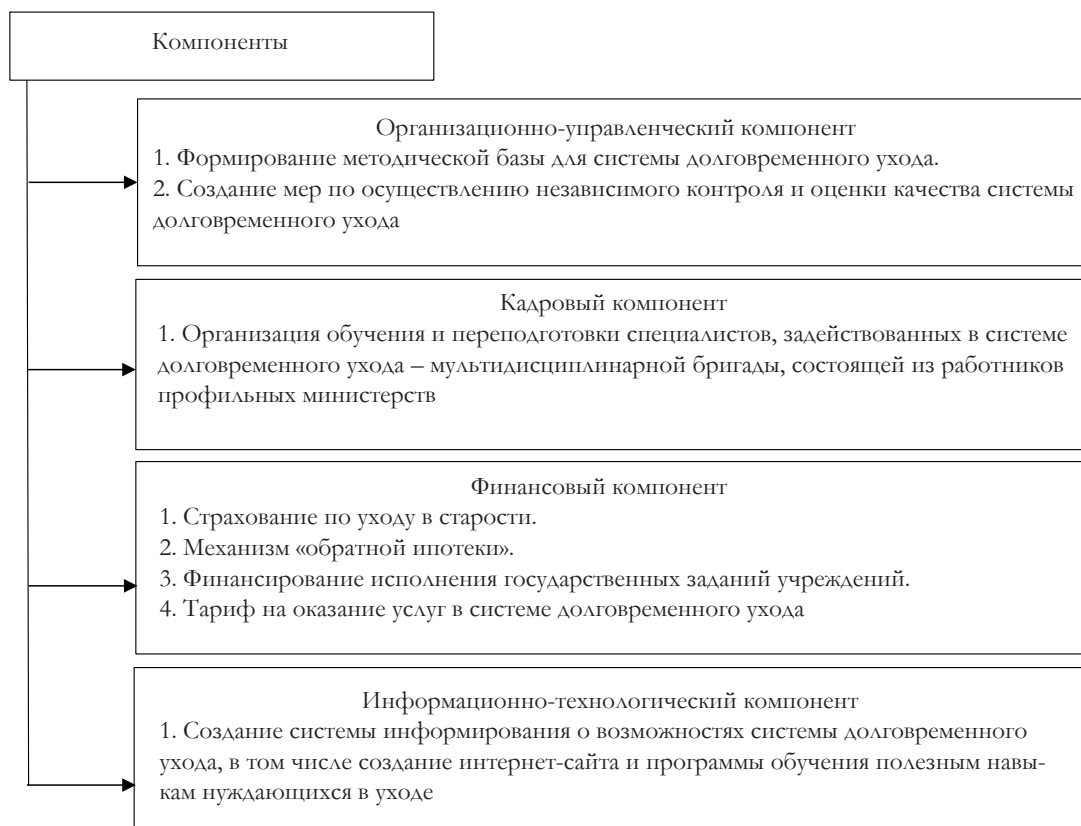 Компоненты
Организационно-управленческий компонент
1. Формирование методической базы для системы долговременного ухода.
2. Создание мер по осуществлению независимого контроля и оценки качества системы
долговременного ухода
Кадровый компонент
1. Организация обучения и переподготовки специалистов, задействованных в системе
долговременного ухода – мультидисциплинарной бригады, состоящей из работников
профильных министерств
Финансовый компонент
1. Страхование по уходу в старости.
2. Механизм «обратной ипотеки».
3. Финансирование исполнения государственных заданий учреждений.
4. Тариф на оказание услуг в системе долговременного ухода
Информационно-технологический компонент
1. Создание системы информирования о возможностях системы долговременного
ухода, в том числе создание интернет-сайта и программы обучения полезным навы-
кам нуждающихся в уходе